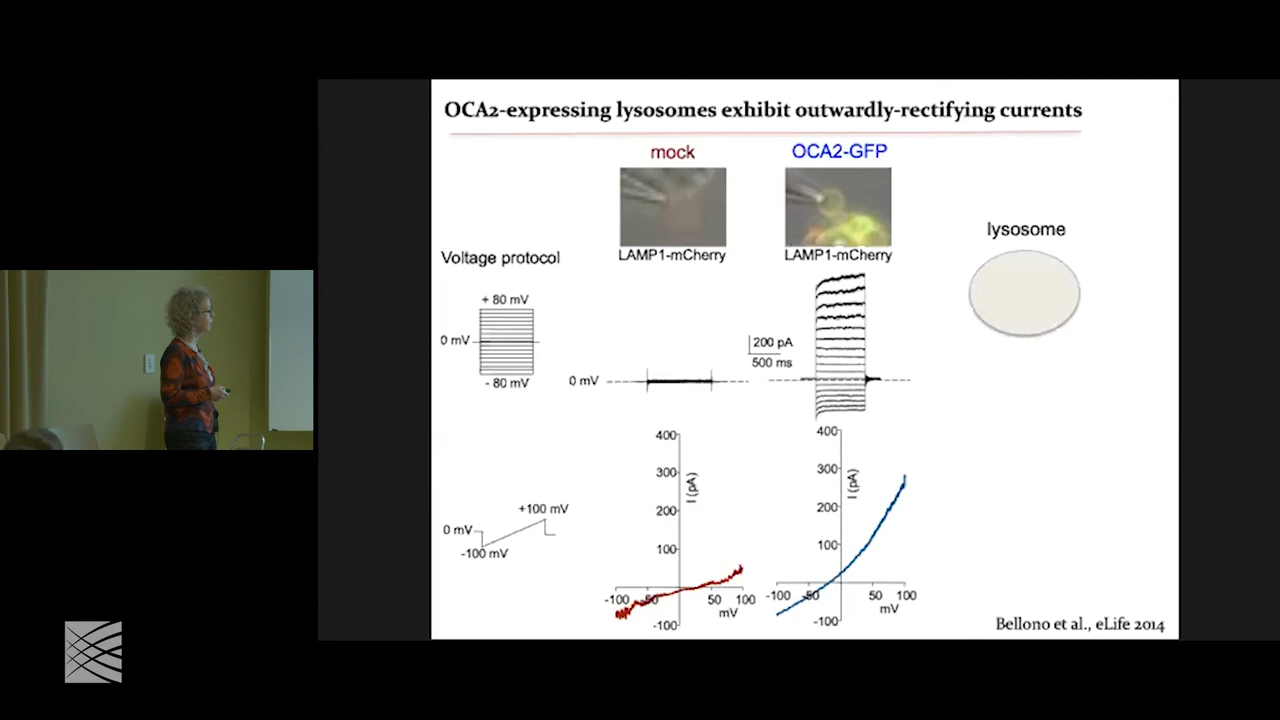 OCA2-expressing lysosomes exhibit outwardly-rectifying currents
mock
OCA2-GFP
LAMP1-mCherry
LAMP1-mCherry
lysosome
Voltage protocol
+ 80 mV
0 mV
- 80 mV
0 mV
200 pA
500 ms
400
300
200
100
-100
I (pA)
-100
-50
50
100
mV
400
300
200
100
-100
I (pA)
-100
-50
50
100
mV
+100 mV
0 mV
-100 mV
Bellono et al., eLife 2014